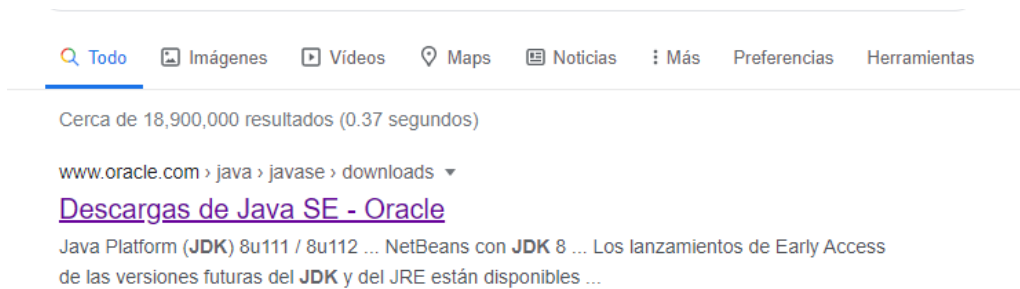 Todo Imágenes Vídeos Maps Noticias Más Preferencias Herramientas
Cerca de 18,900,000 resultados (0.37 segundos)
www.oracle.com › java › javase › downloads
Descargas de Java SE - Oracle
Java Platform (JDK) 8u111 / 8u112 ... NetBeans con JDK 8 ... Los lanzamientos de Early Access
de las versiones futuras del JDK y del JRE están disponibles ...